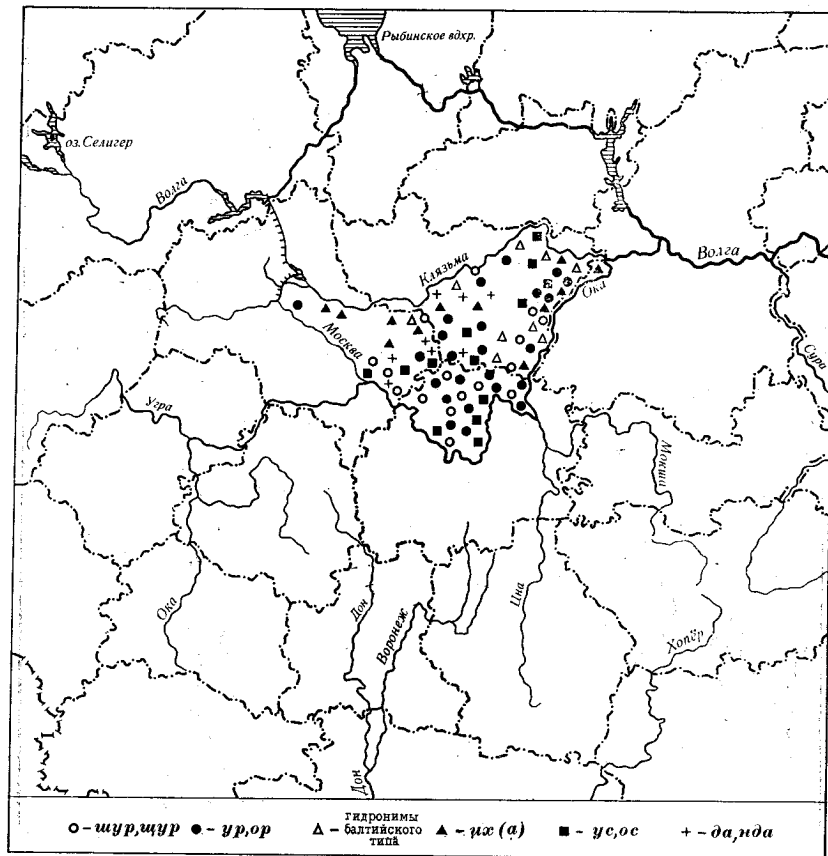 Рыбинское вдхр.
оз. Селигер
Волга
Клязьма
Волга
Ока
Москва
Сура
Угра
Мокша
Ока
Дон
Воронеж
Цна
Хопёр
Дон
○ - шур, щур ● - ур, ор △ - гидронимы балтийского типа ▲ - их (а) ■ - ус, ос + - да, нда